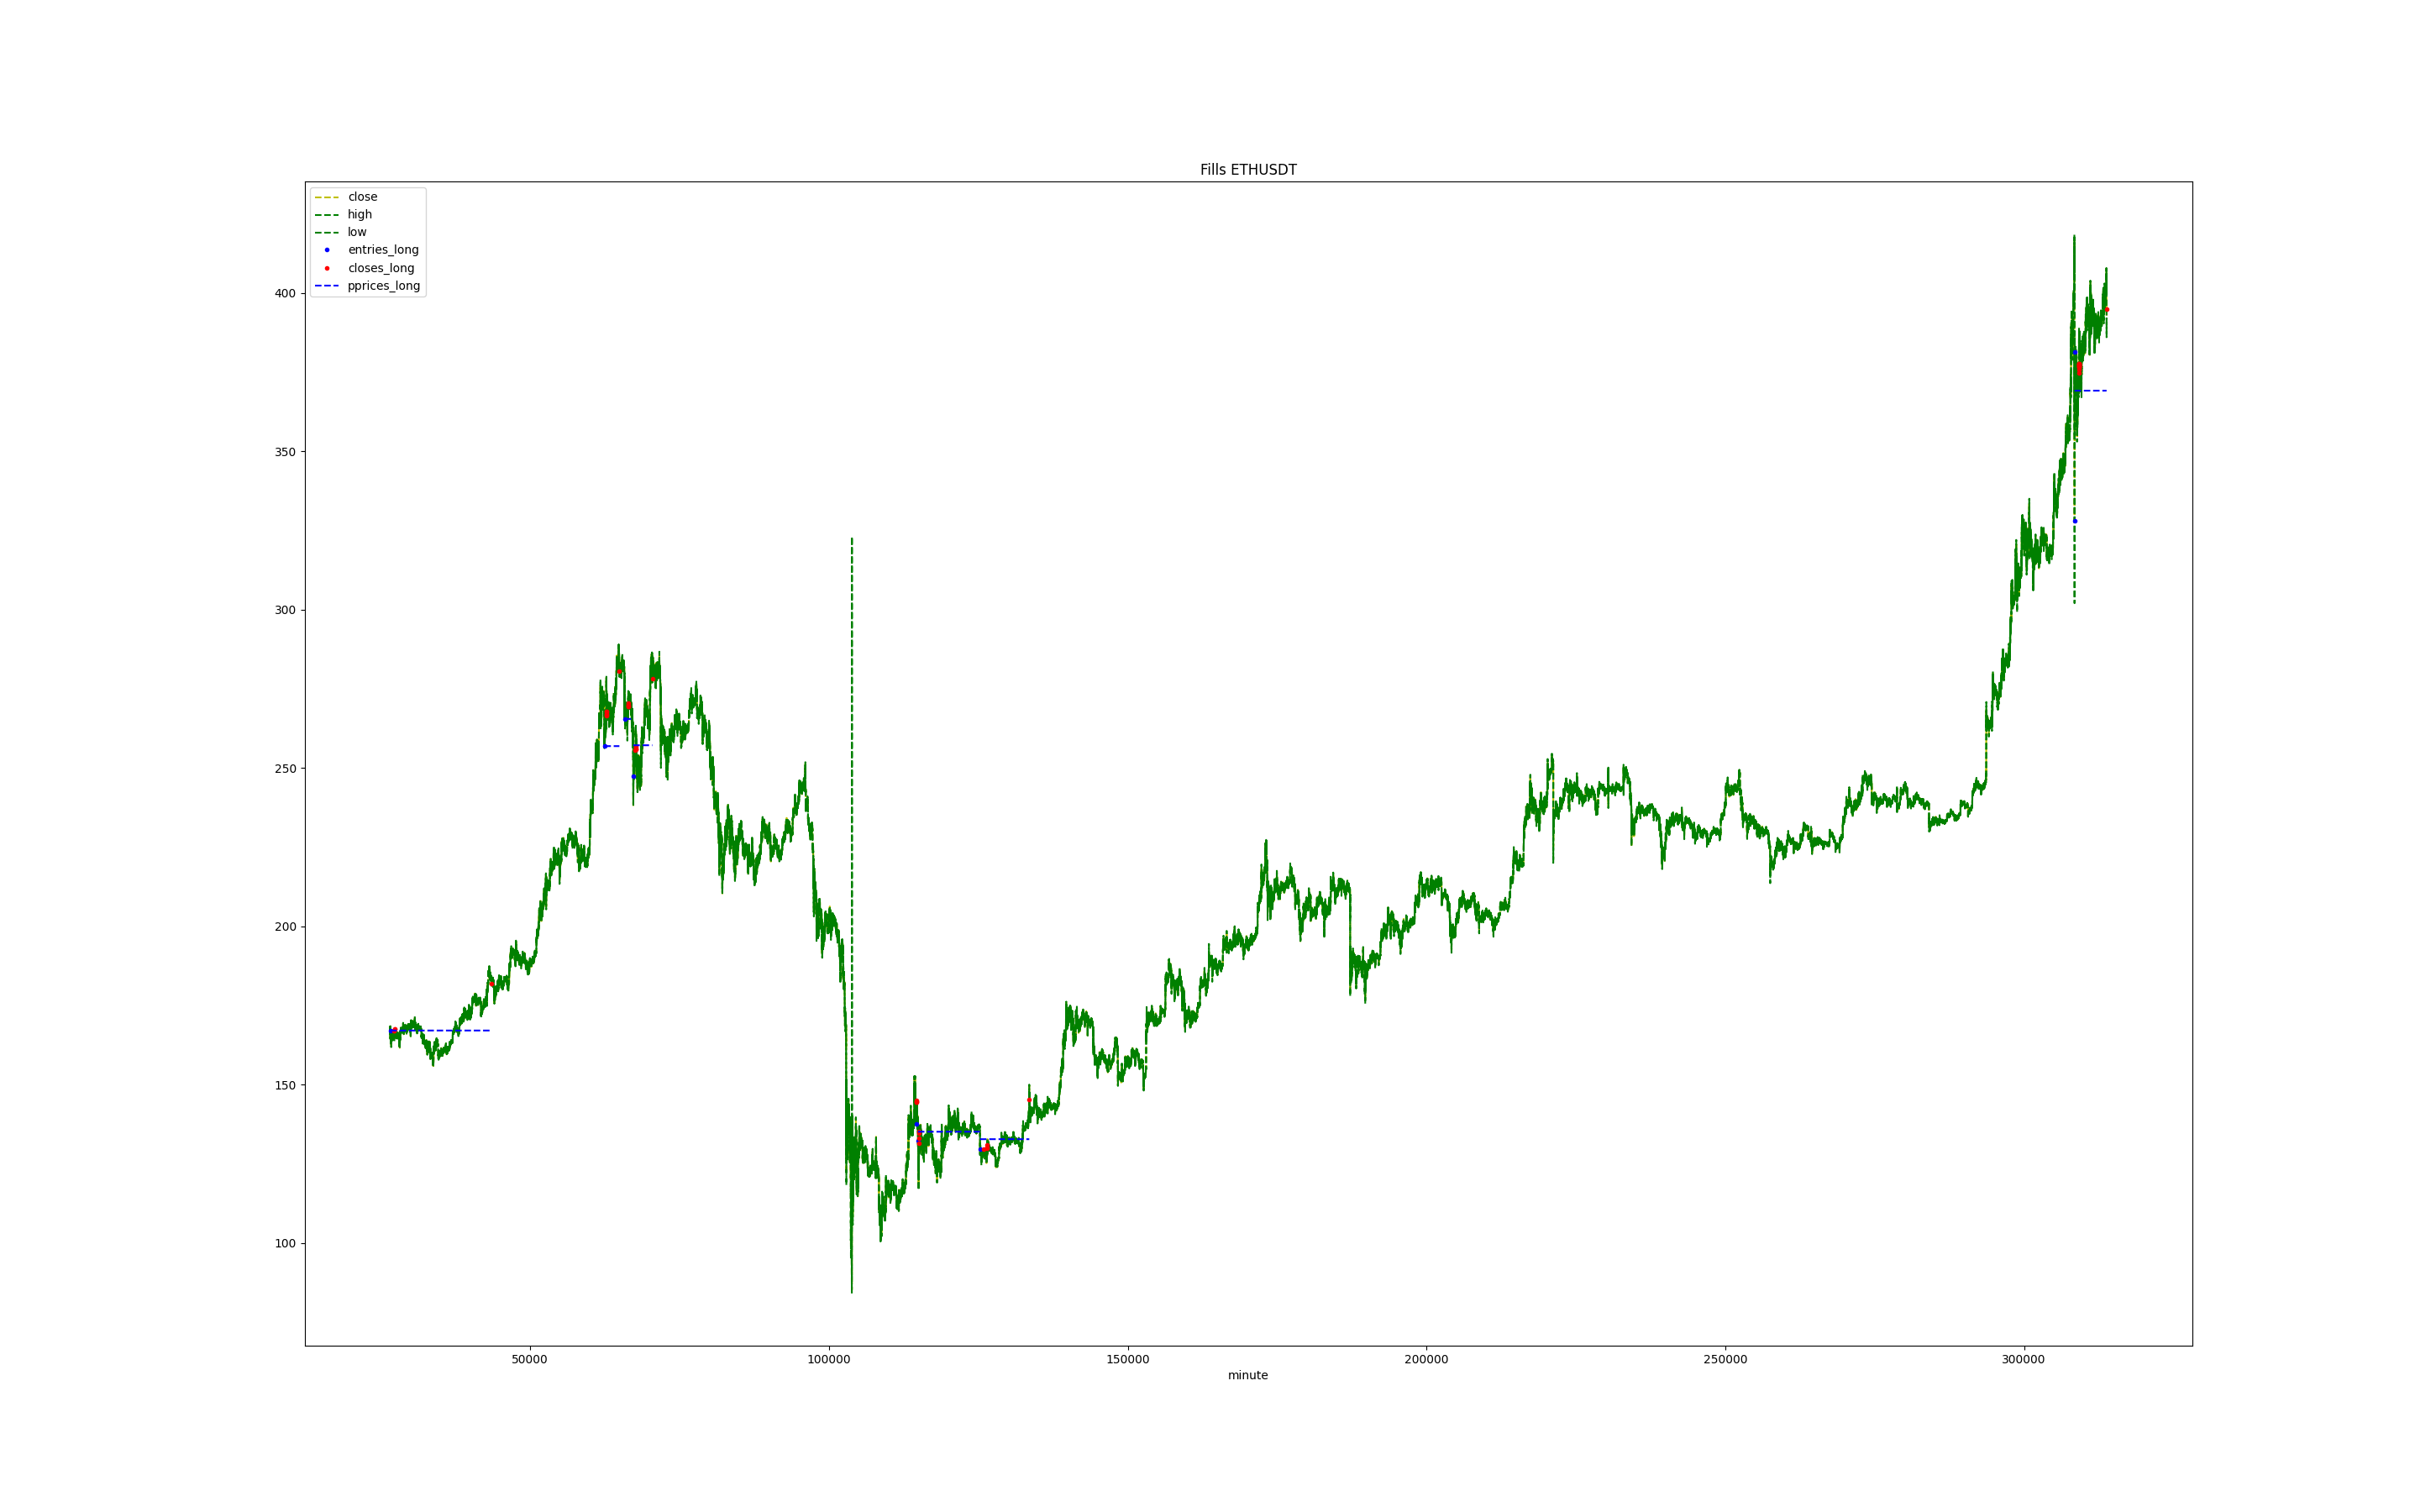 Fills ETHUSDT
close
high
low
entries_long
closes_long
pprices_long
400
350
300
250
200
150
100
50000 100000 150000 200000 250000 300000
minute